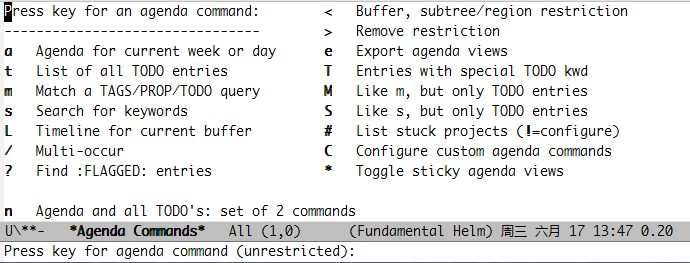 Press key for an agenda command:        <   Buffer, subtree/region restriction
--------------------------------        >   Remove restriction
a   Agenda for current week or day      e   Export agenda views
t   List of all TODO entries            T   Entries with special TODO kwd
m   Match a TAGS/PROP/TODO query        M   Like m, but only TODO entries
s   Search for keywords                 S   Like s, but only TODO entries
L   Timeline for current buffer         #   List stuck projects (!=configure)
/   Multi-occur                         C   Configure custom agenda commands
?   Find :FLAGGED: entries              *   Toggle sticky agenda views
n   Agenda and all TODO's: set of 2 commands
U\**-   *Agenda Commands*   All (1,0)      (Fundamental Helm) 周三 六月 17 13:47 0.20
Press key for agenda command (unrestricted):